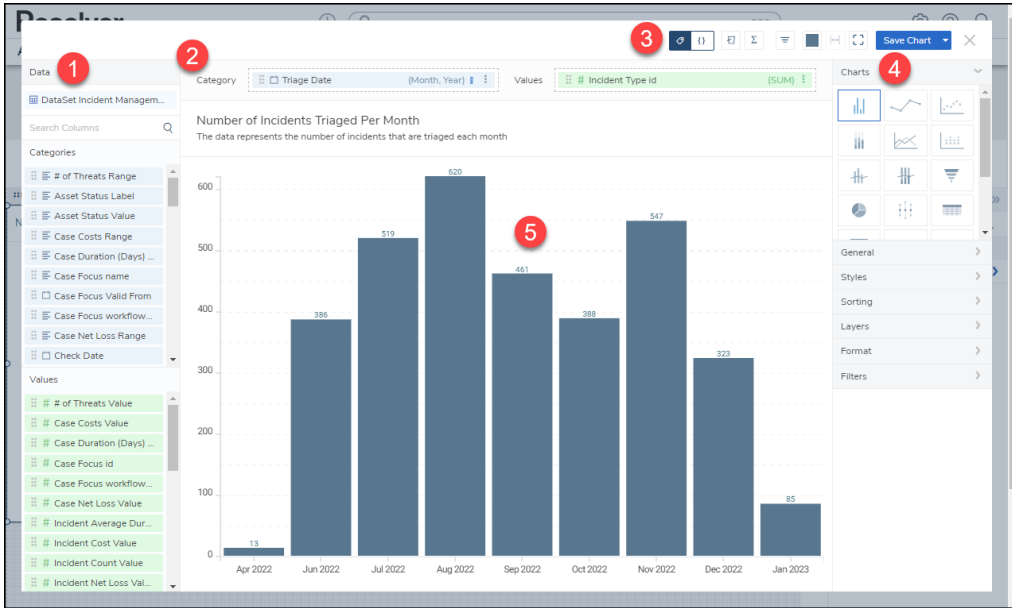 Resolver
3
2
1
4
Data
Category
Triage Date
(Month, Year)
Values
# Incident Type id
(SUM)
{ }
Σ
Save Chart
Charts
DataSet Incident Managem...
Search Columns
Number of Incidents Triaged Per Month
The data represents the number of incidents that are triaged each month
Categories
# of Threats Range
Asset Status Label
Asset Status Value
Case Costs Range
Case Duration (Days) ...
Case Focus name
Case Focus Valid From
Case Focus workflow...
Case Net Loss Range
Check Date
Values
# # of Threats Value
# Case Costs Value
# Case Duration (Days) ...
# Case Focus id
# Case Focus workflow...
# Case Net Loss Value
# Incident Average Dur...
# Incident Cost Value
# Incident Count Value
# Incident Net Loss Val...
5
600
500
400
300
200
100
0
13
386
519
620
461
388
547
323
85
Apr 2022
Jun 2022
Jul 2022
Aug 2022
Sep 2022
Oct 2022
Nov 2022
Dec 2022
Jan 2023
General
Styles
Sorting
Layers
Format
Filters